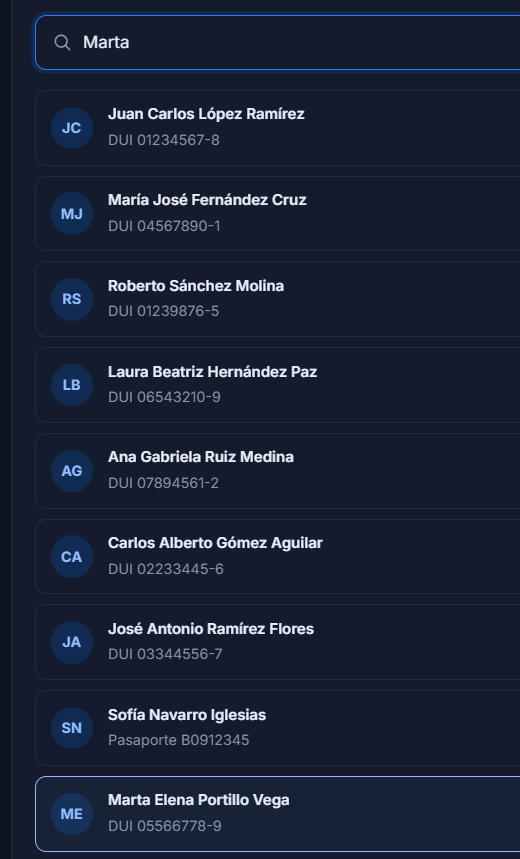 Marta
JC
Juan Carlos López Ramírez
DUI 01234567-8
MJ
María José Fernández Cruz
DUI 04567890-1
RS
Roberto Sánchez Molina
DUI 01239876-5
LB
Laura Beatriz Hernández Paz
DUI 06543210-9
AG
Ana Gabriela Ruiz Medina
DUI 07894561-2
CA
Carlos Alberto Gómez Aguilar
DUI 02233445-6
JA
José Antonio Ramírez Flores
DUI 03344556-7
SN
Sofía Navarro Iglesias
Pasaporte B0912345
ME
Marta Elena Portillo Vega
DUI 05566778-9